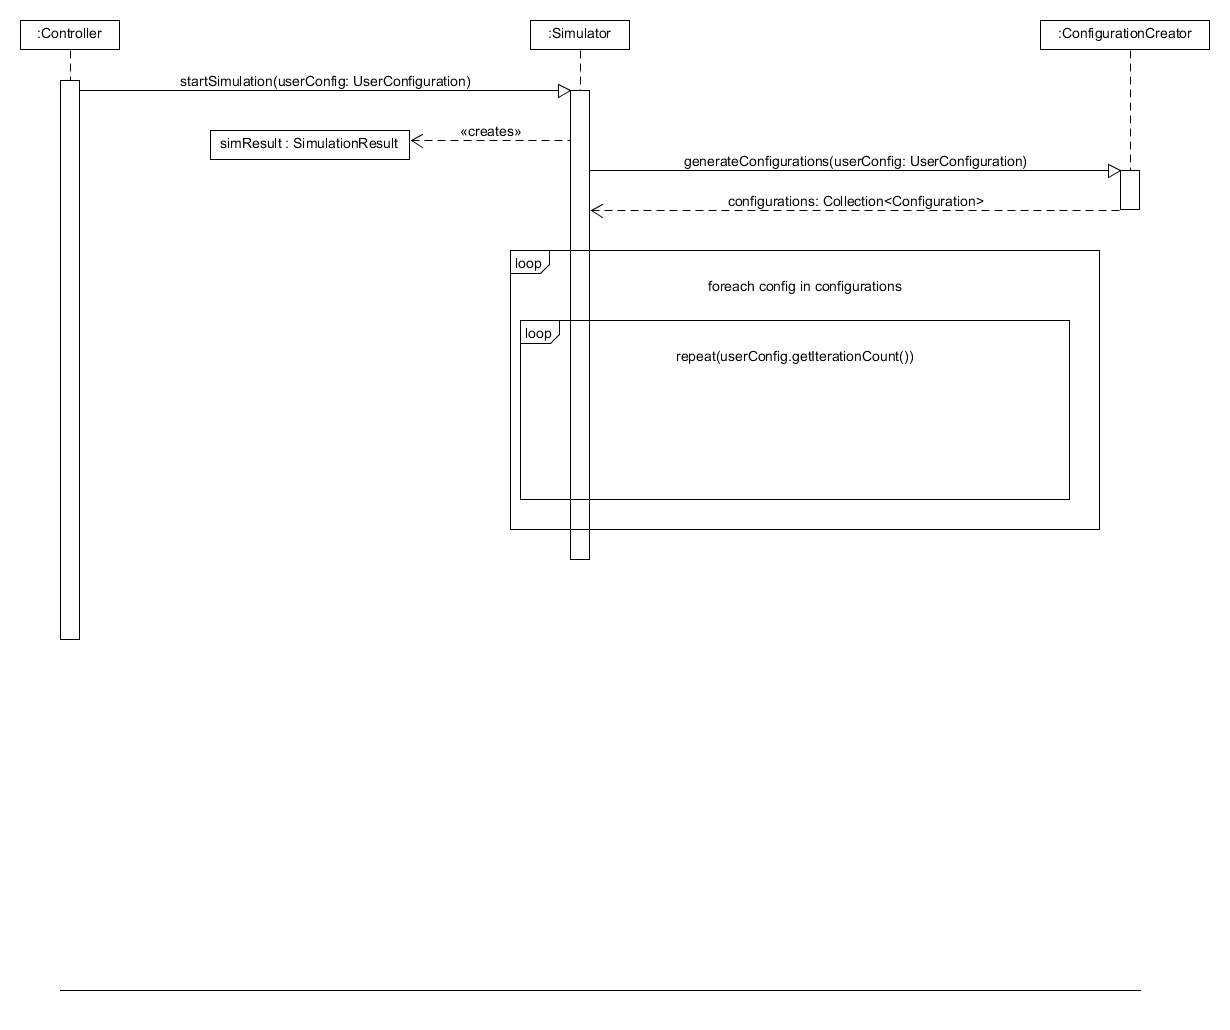 :Controller
:Simulator
:ConfigurationCreator
startSimulation(userConfig: UserConfiguration)
«creates»
simResult : SimulationResult
generateConfigurations(userConfig: UserConfiguration)
configurations: Collection<Configuration>
loop
foreach config in configurations
loop
repeat(userConfig.getIterationCount())